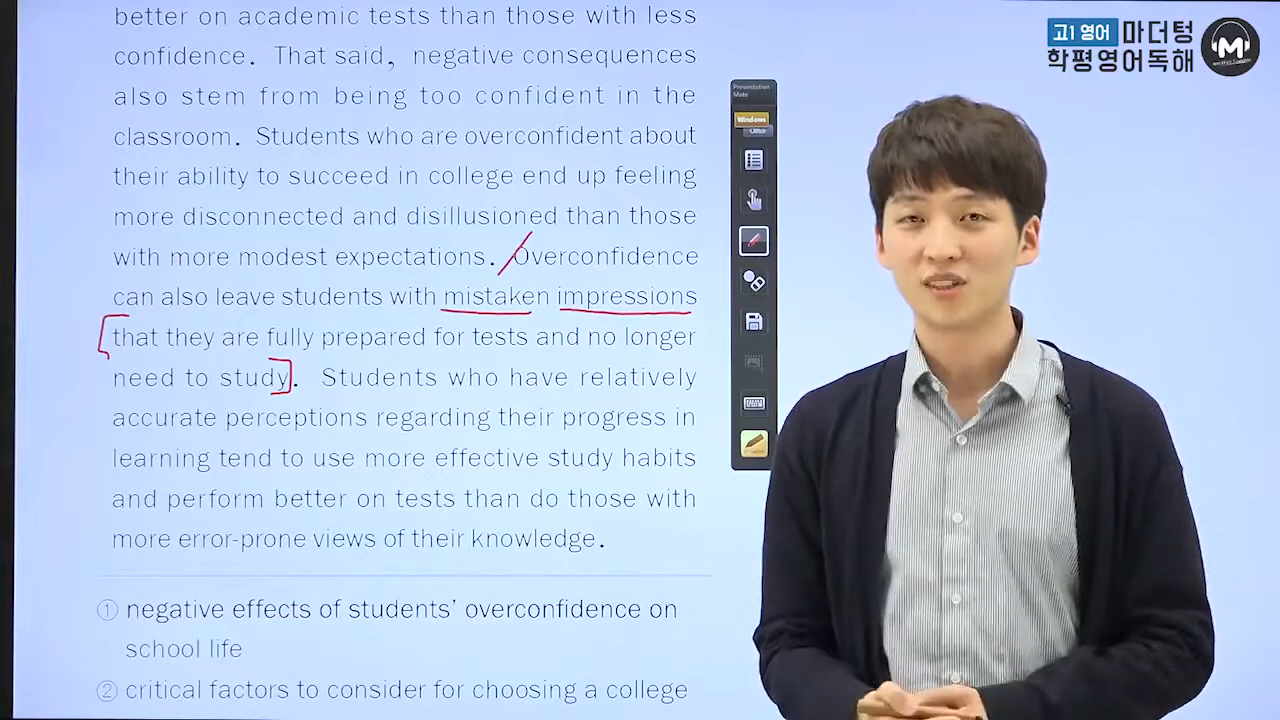 better on academic tests than those with less
confidence. That said, negative consequences
to being too confident in the
classroom. Students who are overconfident about
their ability to succeed in college end up feeling
more disconnected and disillusioned than those
with more modest expectations. Overconfidence
can also leave students with mistaken impressions
that they are fully prepared for tests and no longer
need to study. Students who have relatively
accurate perceptions regarding their progress in
learning tend to use more effective study habits
and perform better on tests than do those with
more error-prone views of their knowledge.
① negative effects of students' overconfidence on
school life
② critical factors to consider for choosing a college
Presentation
Mate
Windows
Office
고1 영어 마더텅
학평영어독해
M